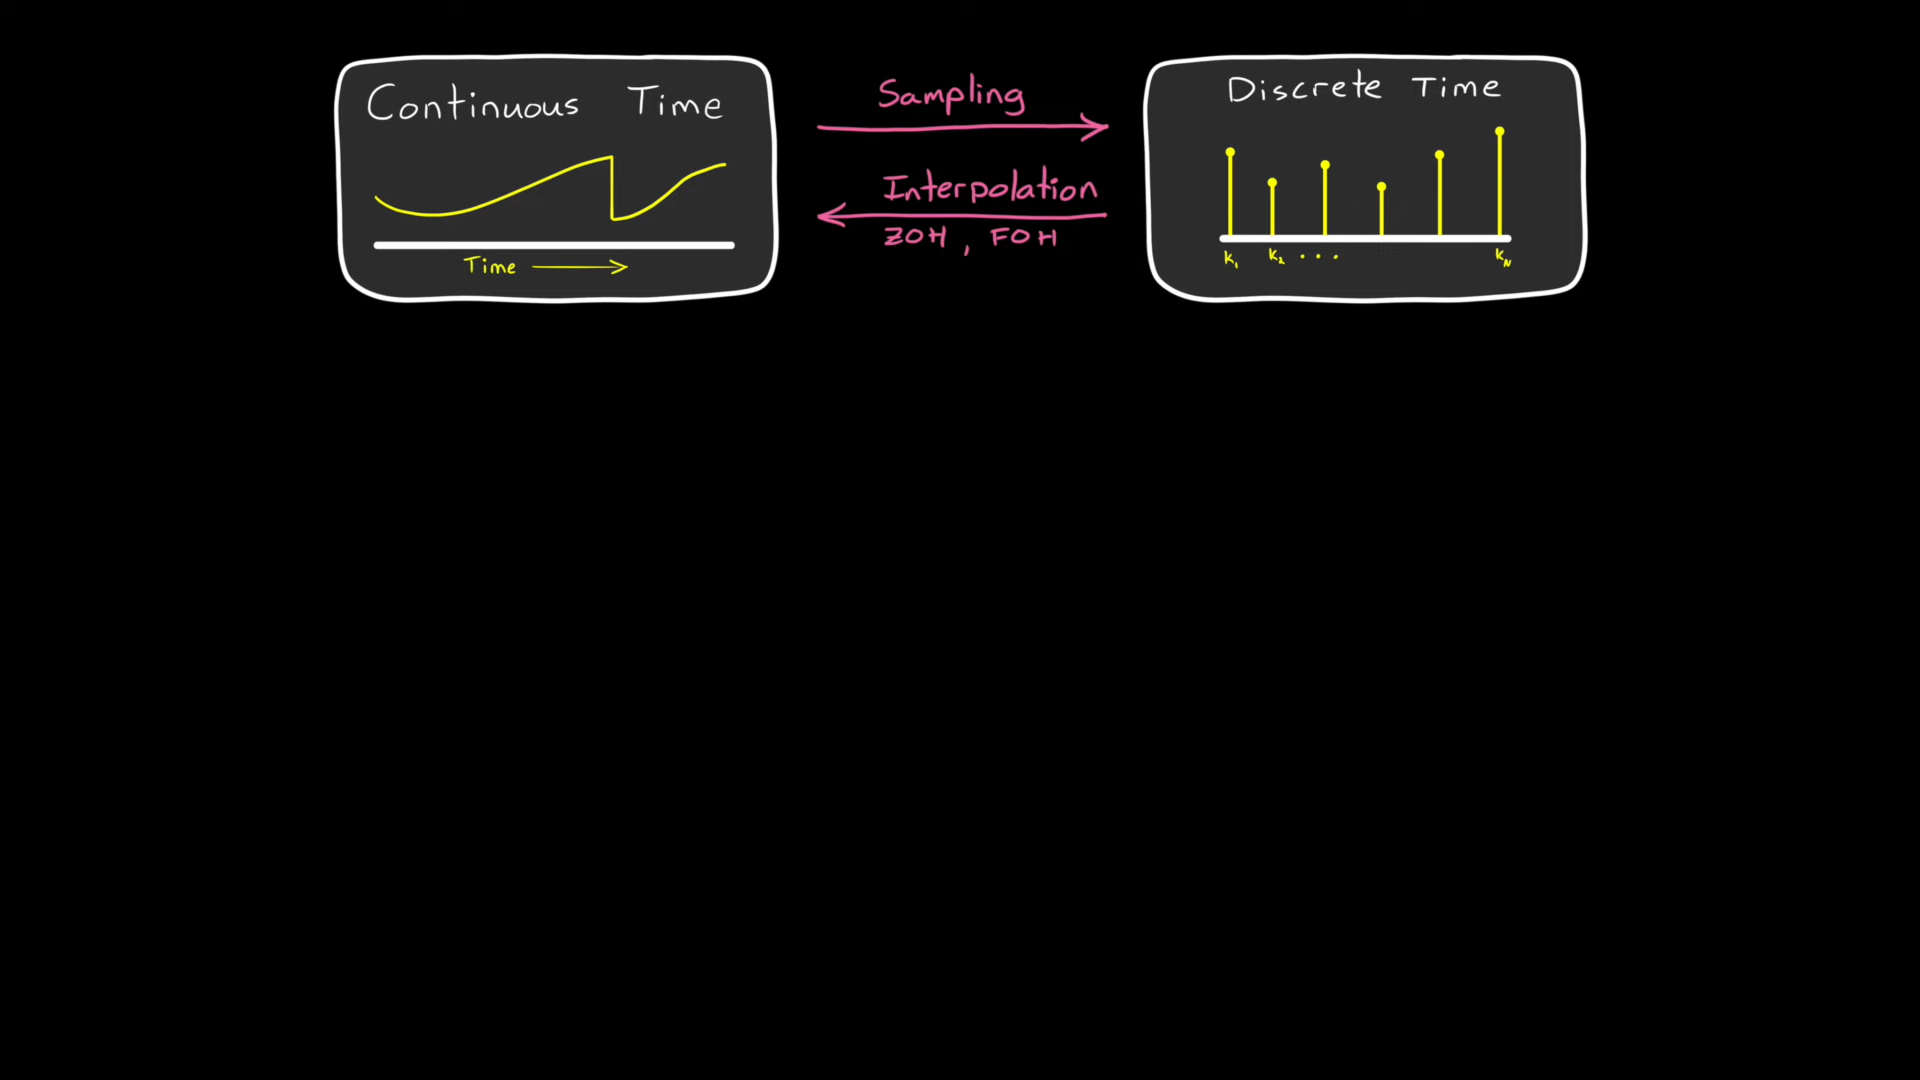 Continuous Time
Time
Sampling
Interpolation
ZOH, FOH
Discrete Time
K₁ K₂ ... Kₙ